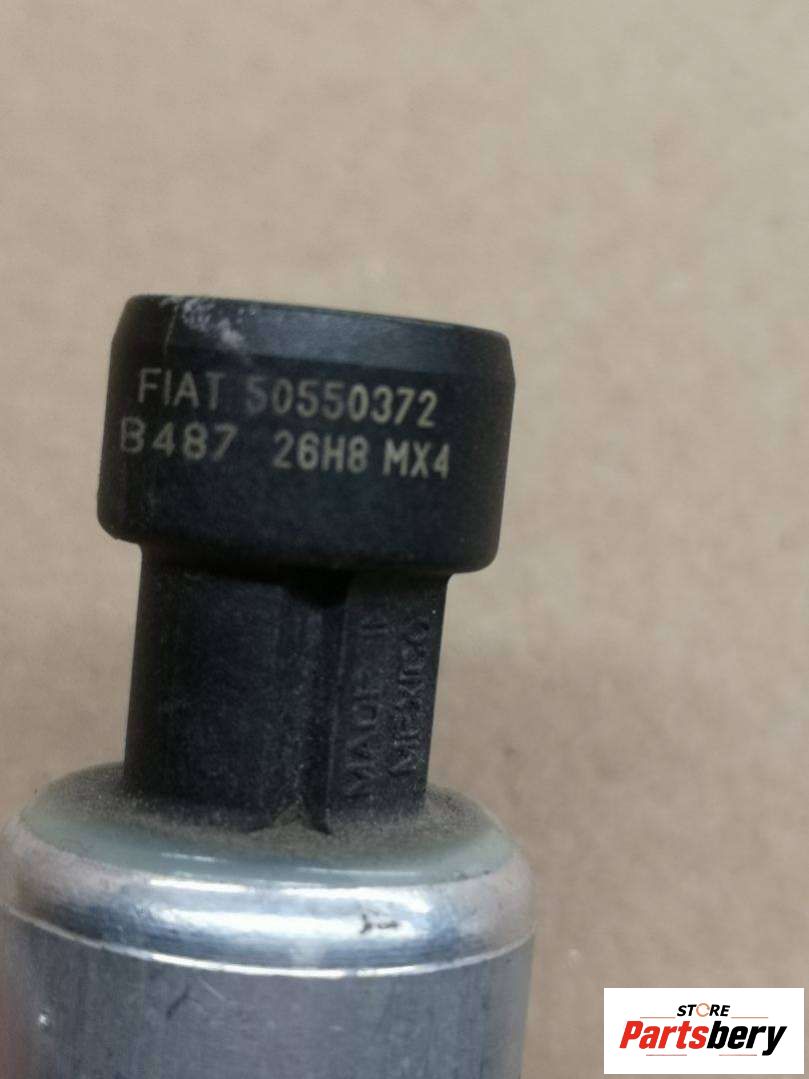 FIAT 50550372
B487 26H8 MX4
MADE IN
MEXICO
STORE
Partsbery